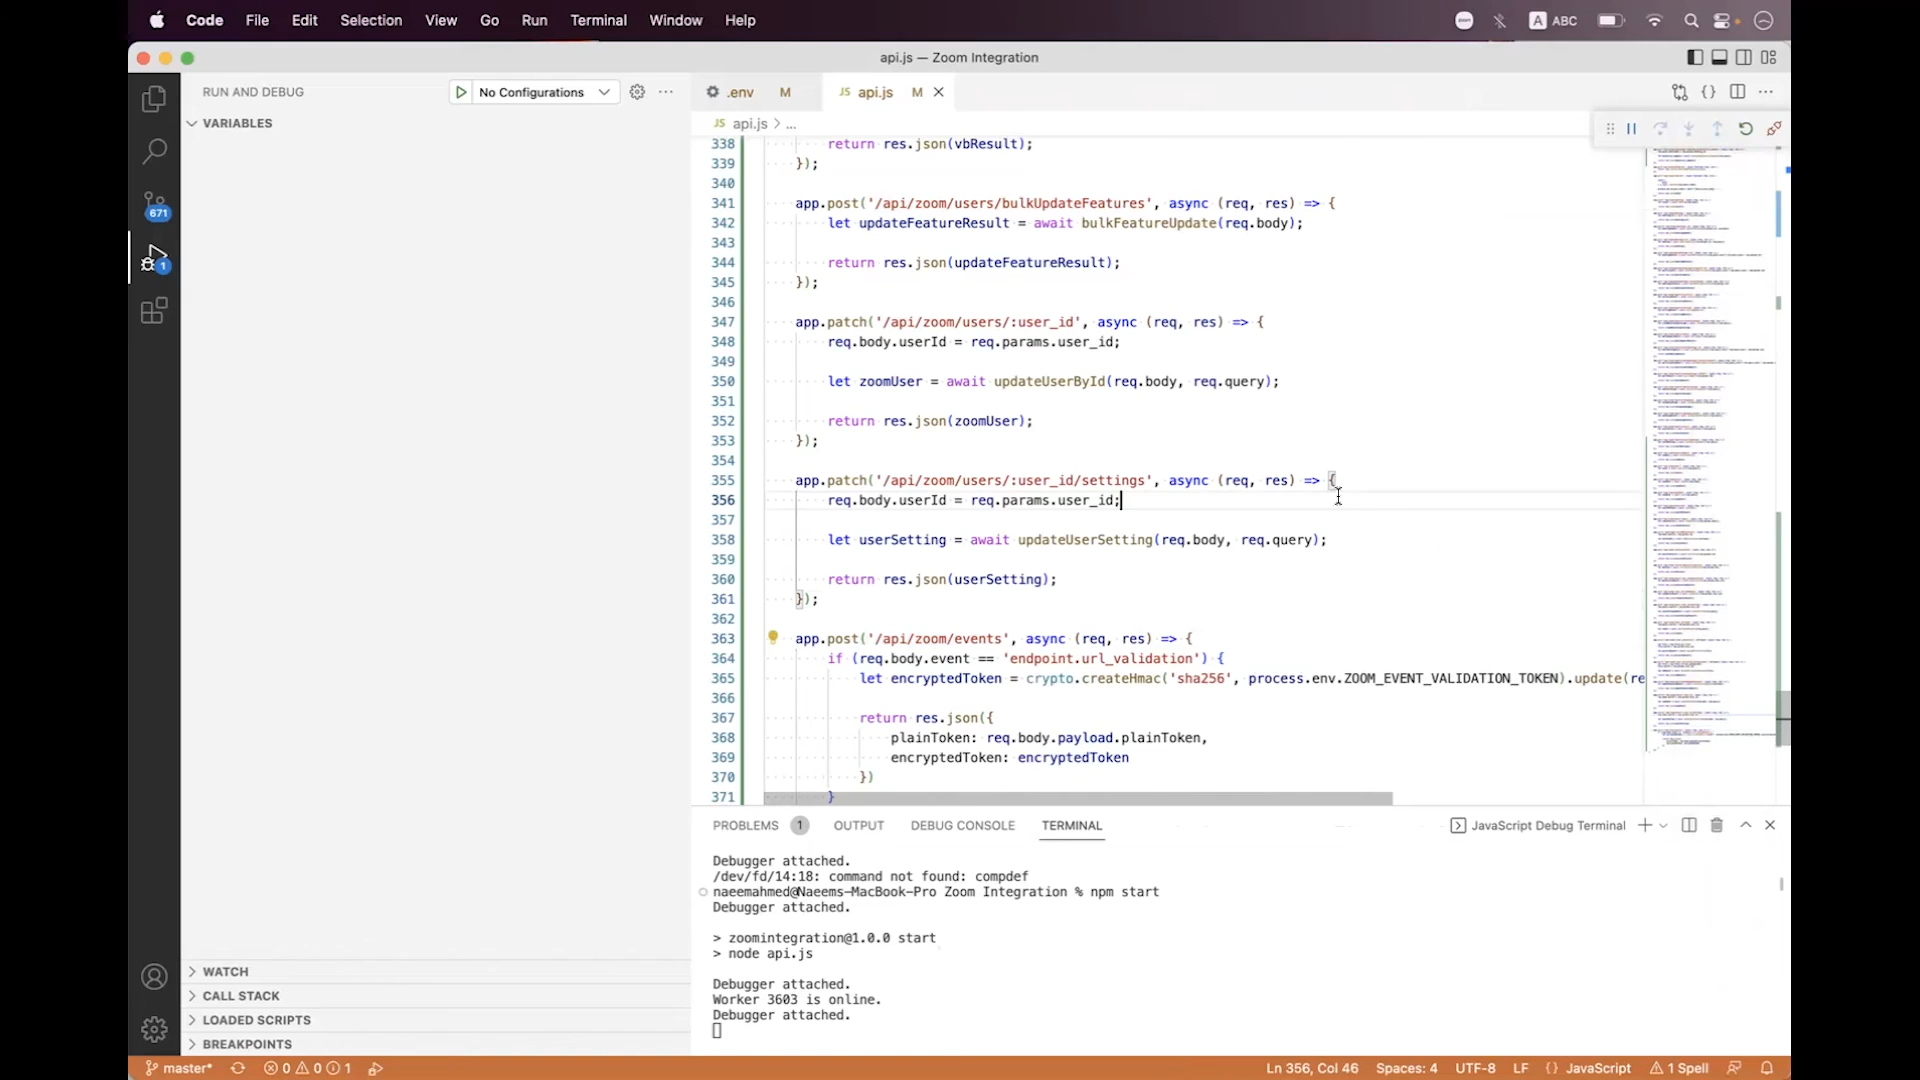 Code File Edit Selection View Go Run Terminal Window Help A ABC
api.js — Zoom Integration
RUN AND DEBUG No Configurations
.env M JS api.js M
VARIABLES
JS api.js > ...
338 return res.json(vbResult);
339 });
340
341 app.post('/api/zoom/users/bulkUpdateFeatures', async (req, res) => {
342 let updateFeatureResult = await bulkFeatureUpdate(req.body);
343
344 return res.json(updateFeatureResult);
345 });
346
347 app.patch('/api/zoom/users/:user_id', async (req, res) => {
348 req.body.userId = req.params.user_id;
349
350 let zoomUser = await updateUserById(req.body, req.query);
351
352 return res.json(zoomUser);
353 });
354
355 app.patch('/api/zoom/users/:user_id/settings', async (req, res) => {
356 req.body.userId = req.params.user_id;
357
358 let userSetting = await updateUserSetting(req.body, req.query);
359
360 return res.json(userSetting);
361 });
362
363 app.post('/api/zoom/events', async (req, res) => {
364 if (req.body.event == 'endpoint.url_validation') {
365 let encryptedToken = crypto.createHmac('sha256', process.env.ZOOM_EVENT_VALIDATION_TOKEN).update(re
366
367 return res.json({
368 plainToken: req.body.payload.plainToken,
369 encryptedToken: encryptedToken
370 })
371 }
671
1
PROBLEMS 1 OUTPUT DEBUG CONSOLE TERMINAL JavaScript Debug Terminal
Debugger attached.
/dev/fd/14:18: command not found: compdef
naeemahmed@Naeems-MacBook-Pro Zoom Integration % npm start
Debugger attached.
> zoomintegration@1.0.0 start
> node api.js
Debugger attached.
Worker 3603 is online.
Debugger attached.
WATCH
CALL STACK
LOADED SCRIPTS
BREAKPOINTS
master* 0 0 1 Ln 356, Col 46 Spaces: 4 UTF-8 LF {} JavaScript 1 Spell